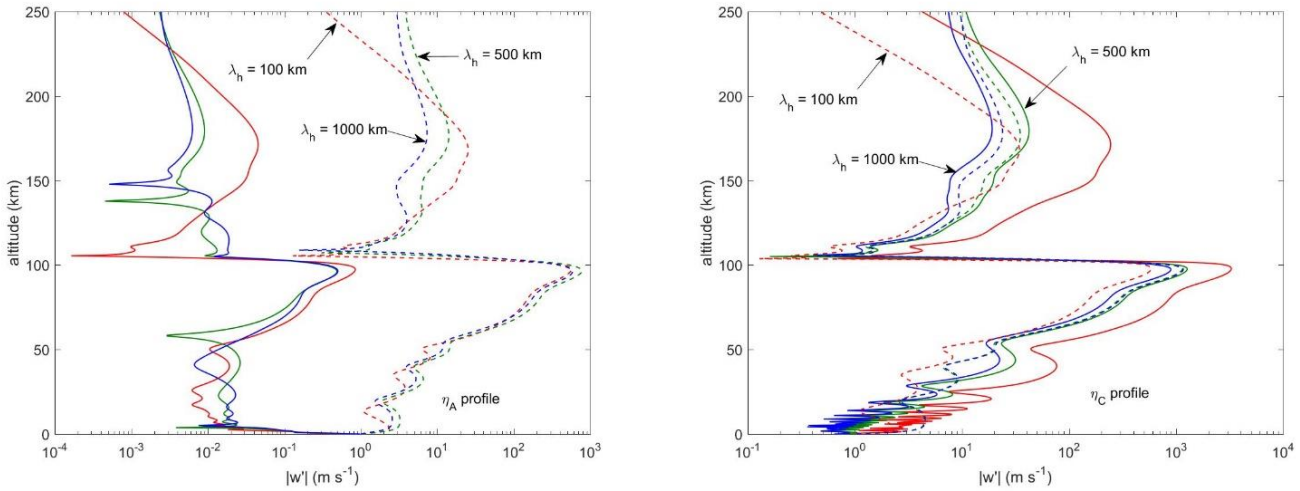 250
200
150
100
50
0
altitude (km)
λh = 100 km
λh = 500 km
λh = 1000 km
ηA profile
10-4
10-3
10-2
10-1
100
101
102
103
|w'| (m s-1)
250
200
150
100
50
0
altitude (km)
λh = 500 km
λh = 100 km
λh = 1000 km
ηC profile
10-1
100
101
102
103
104
|w'| (m s-1)